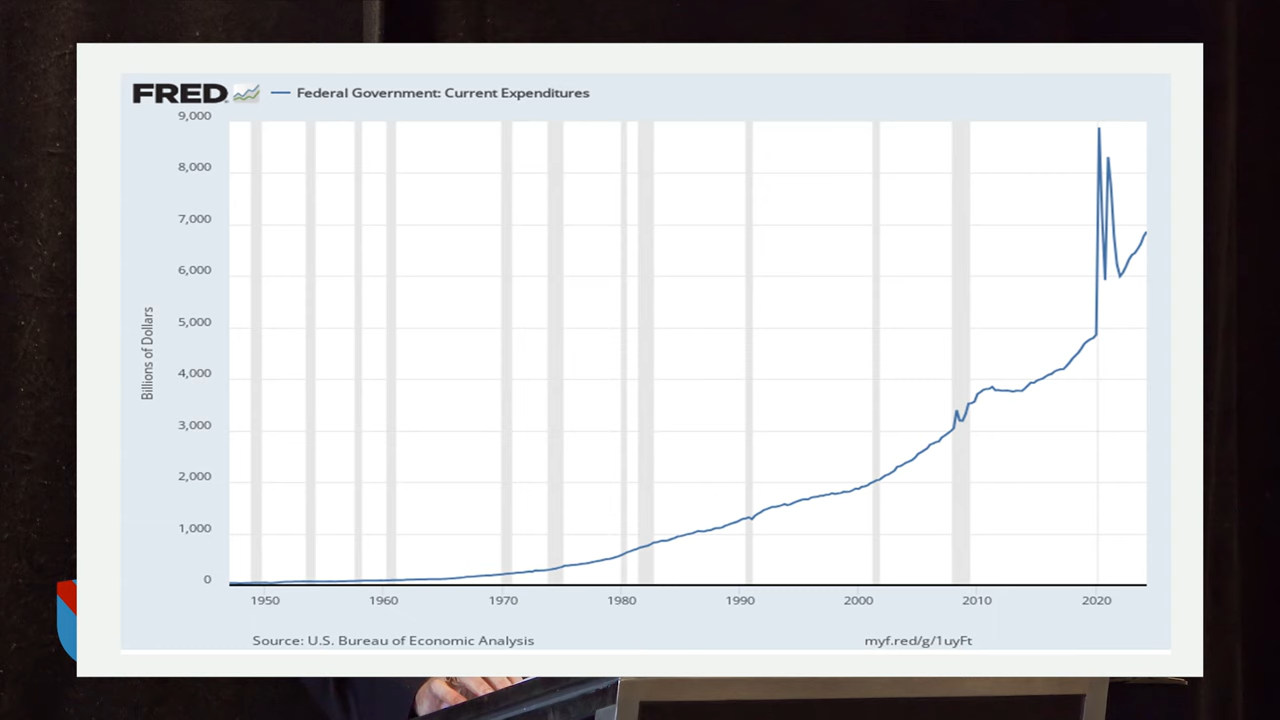 FRED
Federal Government: Current Expenditures
9,000
8,000
7,000
6,000
5,000
4,000
3,000
2,000
1,000
0
Billions of Dollars
1950 1960 1970 1980 1990 2000 2010 2020
Source: U.S. Bureau of Economic Analysis
myf.red/g/1uyFt